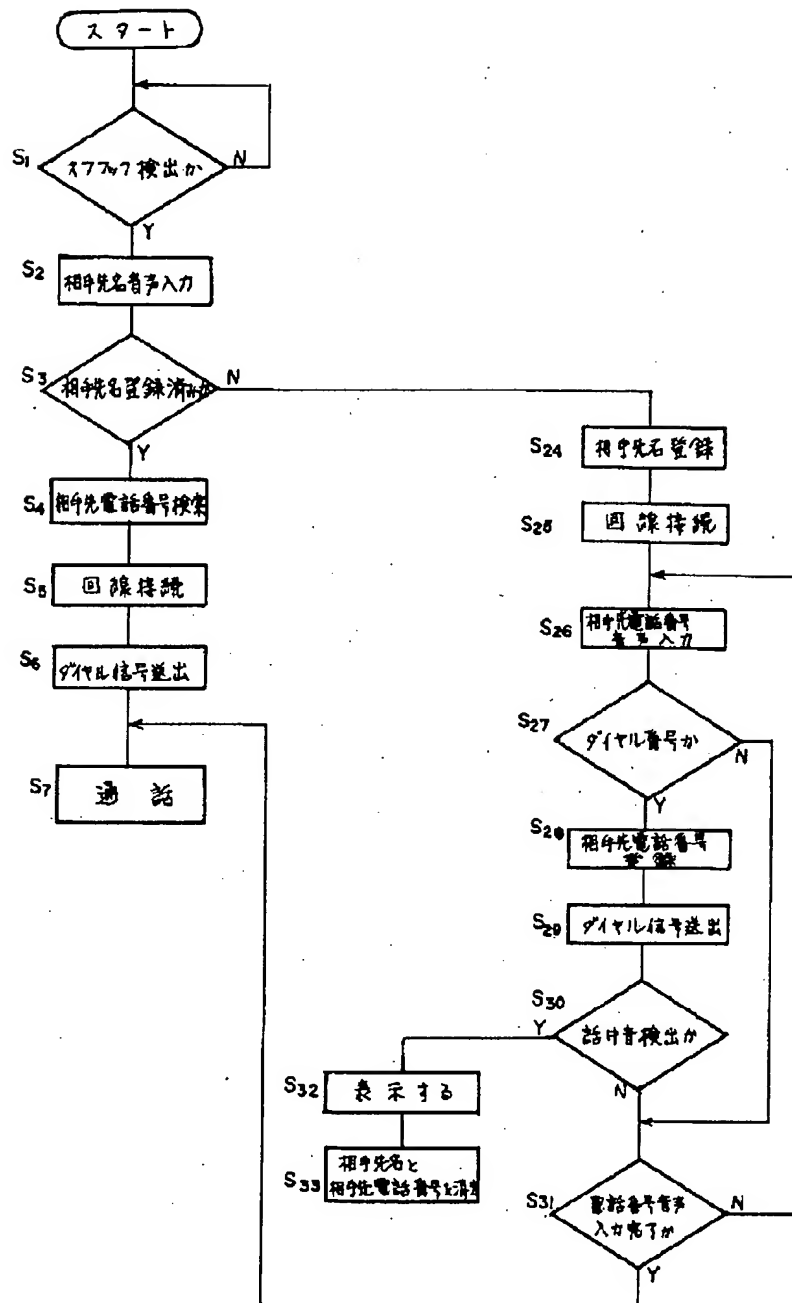 スタート
S1
オフフック検出か
N
Y
S2
相手先名音声入力
S3
相手先名登録済みか
N
Y
S4
相手先電話番号検索
S5
回線接続
S6
ダイヤル信号送出
S7
通話
S24
相手先名登録
S25
回線接続
S26
相手先電話番号
音声入力
S27
ダイヤル番号か
N
Y
S28
相手先電話番号
登録
S29
ダイヤル信号送出
S30
話中音検出か
Y
N
S32
表示する
S33
相手先名と
相手先電話番号を消去
S31
電話番号音声
入力完了か
N
Y